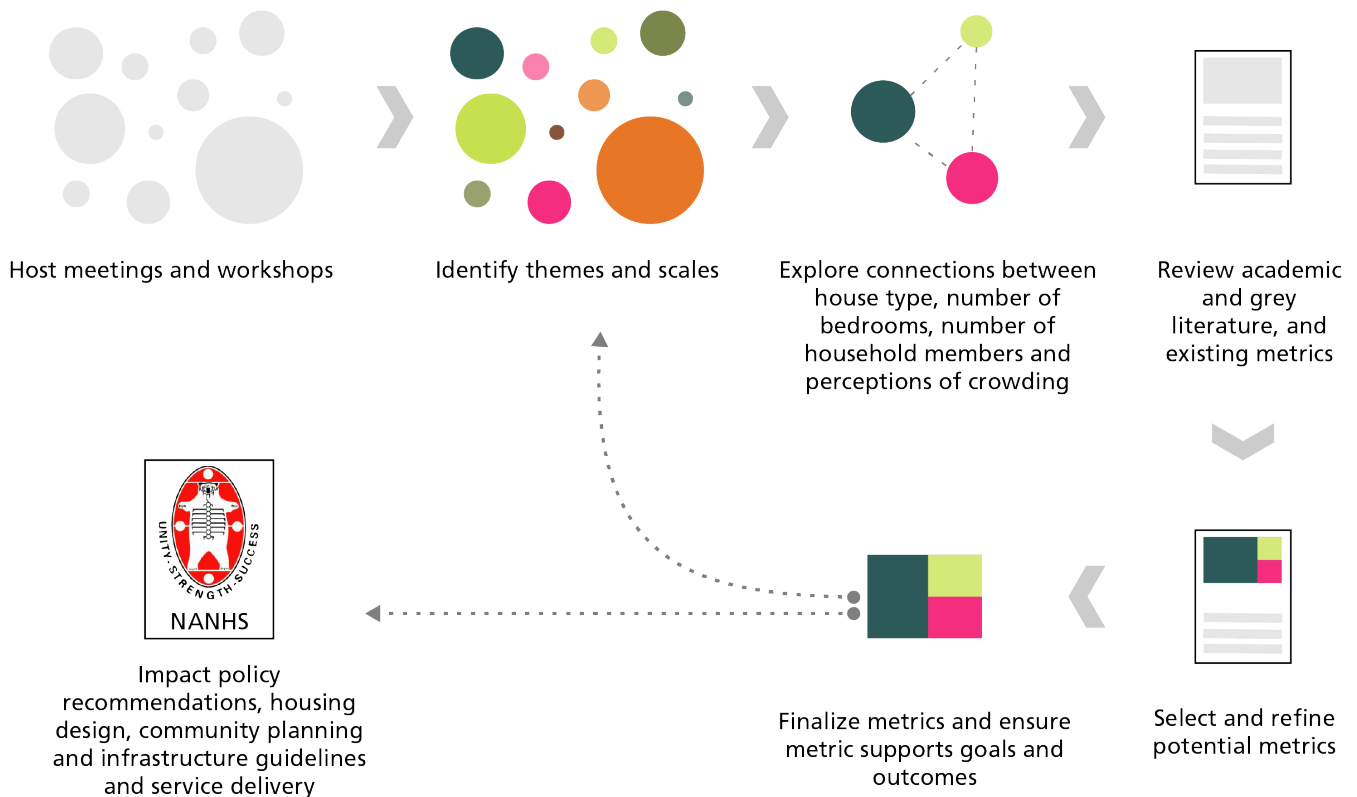 Host meetings and workshops
Identify themes and scales
Explore connections between
house type, number of
bedrooms, number of
household members and
perceptions of crowding
Review academic
and grey
literature, and
existing metrics
UNITY-STRENGTH-SUCCESS
NANHS
Impact policy
recommendations, housing
design, community planning
and infrastructure guidelines
and service delivery
Finalize metrics and ensure
metric supports goals and
outcomes
Select and refine
potential metrics